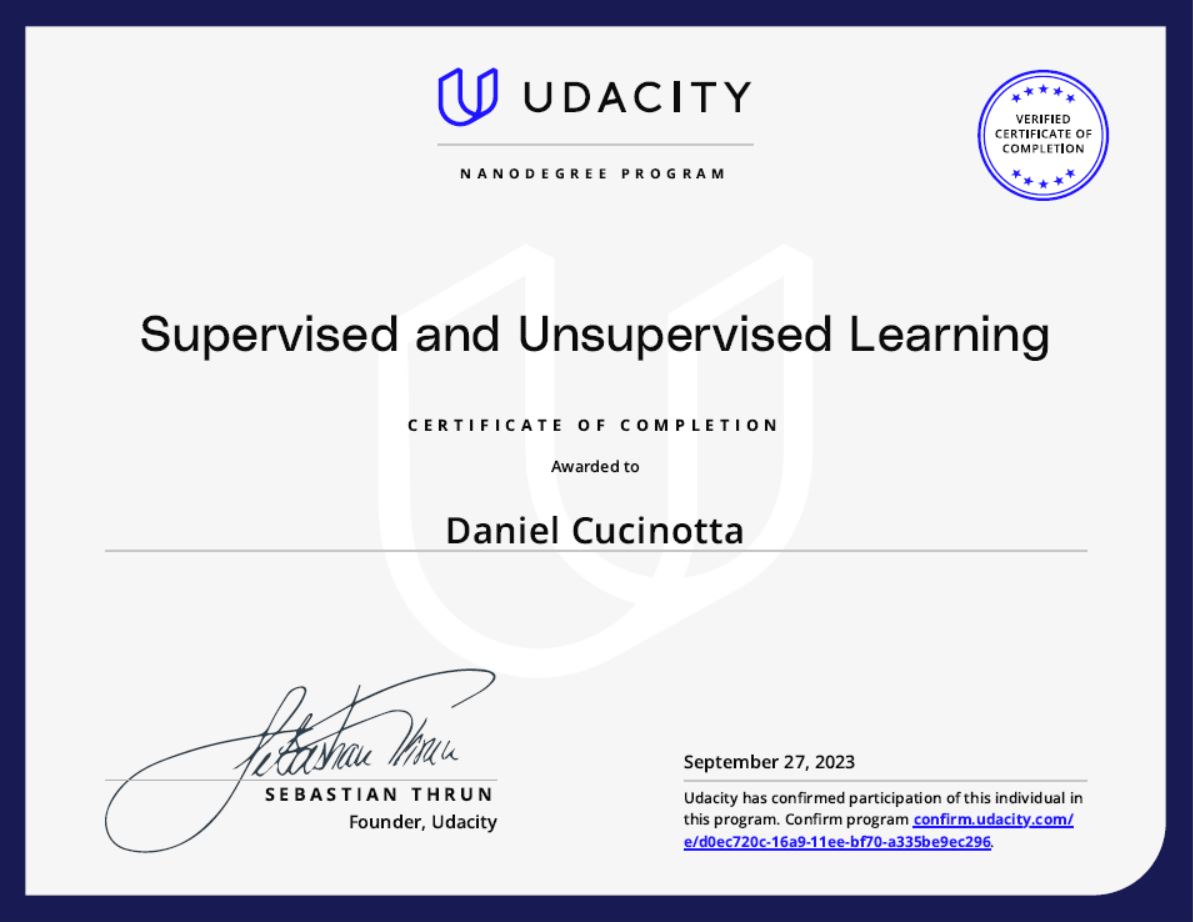 UDACITY
NANODEGREE PROGRAM
VERIFIED
CERTIFICATE OF
COMPLETION
Supervised and Unsupervised Learning
CERTIFICATE OF COMPLETION
Awarded to
Daniel Cucinotta
Sebastian Thrun
SEBASTIAN THRUN
Founder, Udacity
September 27, 2023
Udacity has confirmed participation of this individual in
this program. Confirm program confirm.udacity.com/
e/d0ec720c-16a9-11ee-bf70-a335be9ec296.